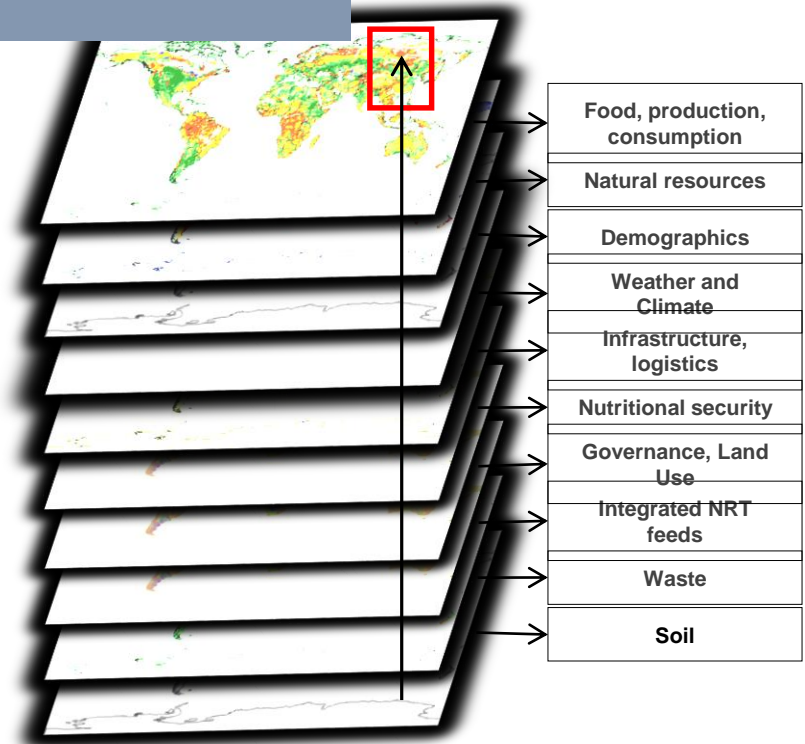 Food, production,
consumption
Natural resources
Demographics
Weather and
Climate
Infrastructure,
logistics
Nutritional security
Governance, Land
Use
Integrated NRT
feeds
Waste
Soil